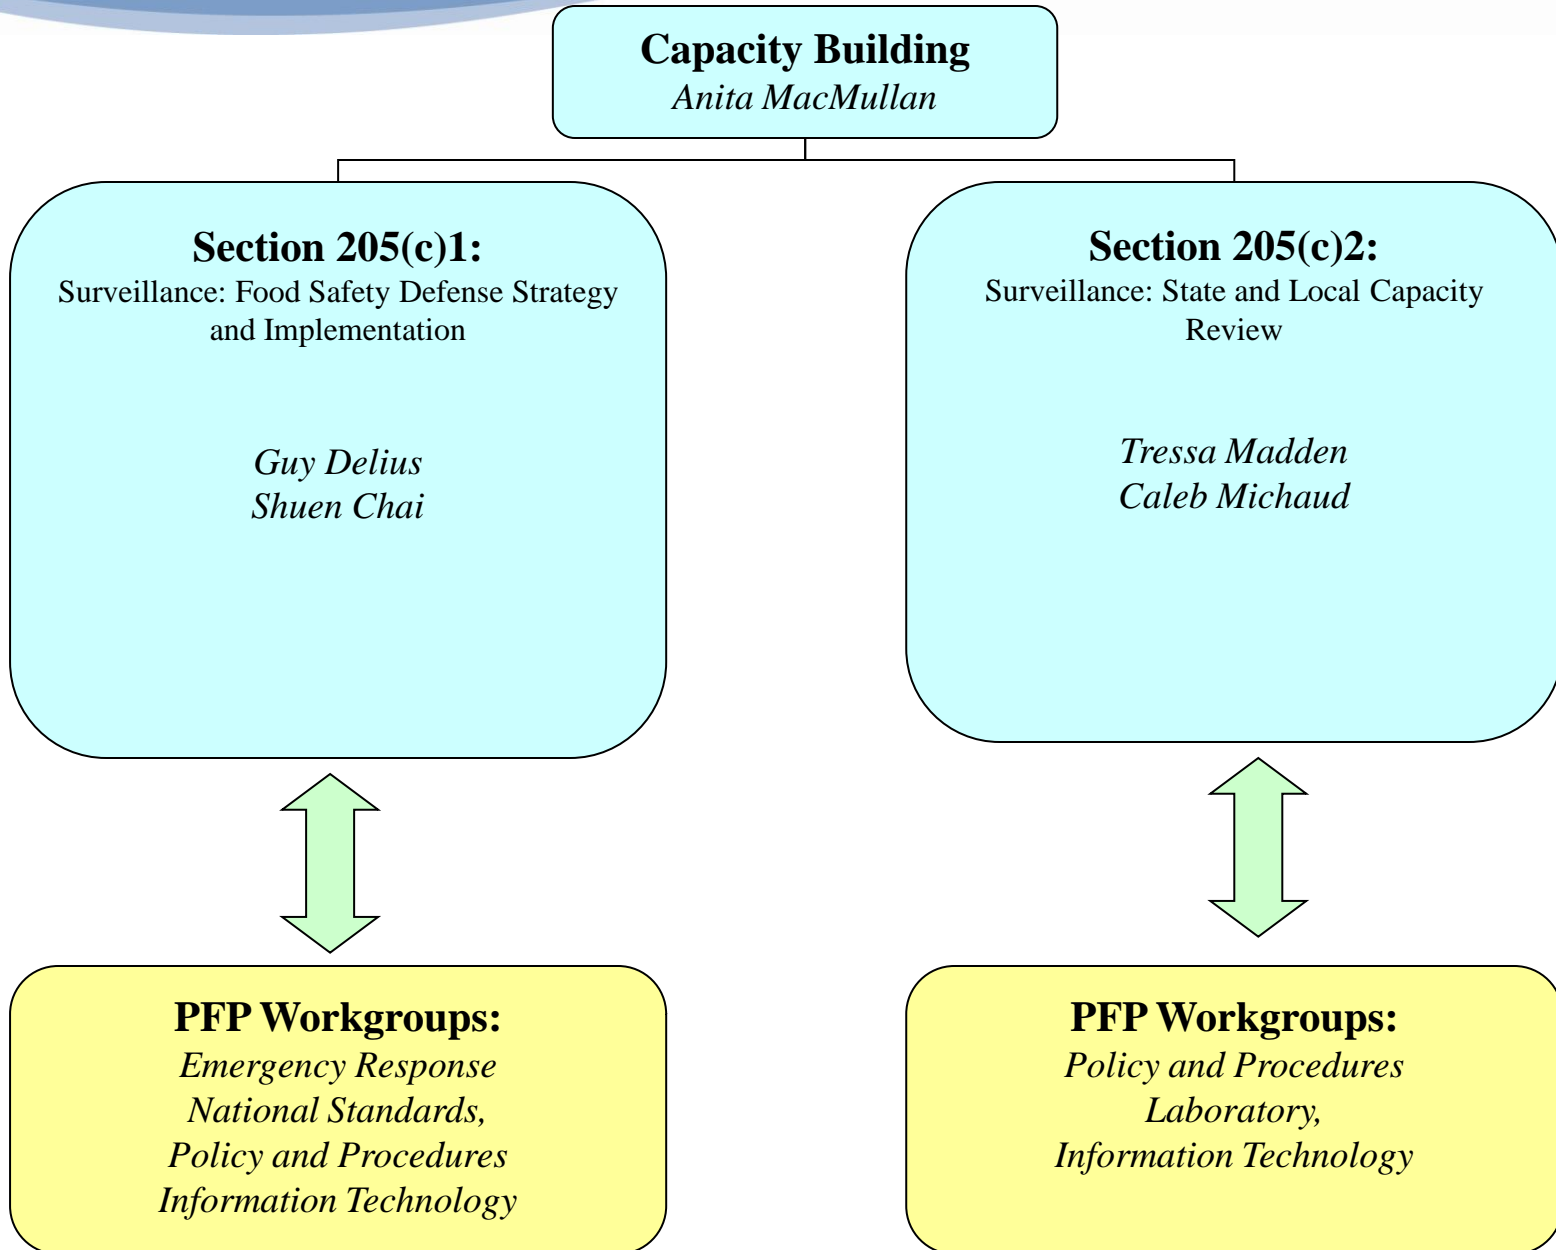 Capacity Building
Anita MacMullan
Section 205(c)1:
Surveillance: Food Safety Defense Strategy
and Implementation
Guy Delius
Shuen Chai
Section 205(c)2:
Surveillance: State and Local Capacity
Review
Tressa Madden
Caleb Michaud
PFP Workgroups:
Emergency Response
National Standards,
Policy and Procedures
Information Technology
PFP Workgroups:
Policy and Procedures
Laboratory,
Information Technology